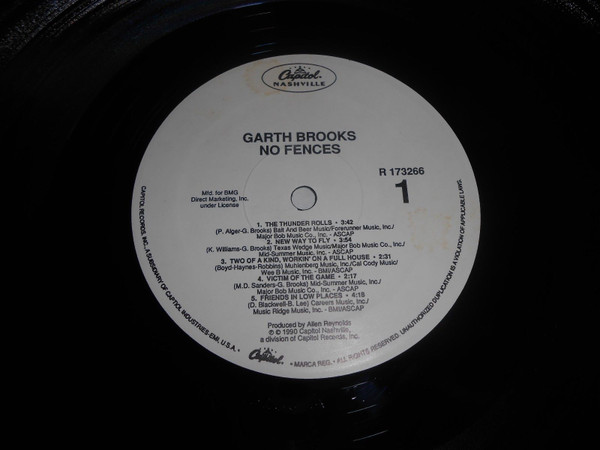 Capitol
NASHVILLE
GARTH BROOKS
NO FENCES
R 173266
1
Mfd. for BMG
Direct Marketing, Inc.
under License
1. THE THUNDER ROLLS • 3:42
(P. Alger-G. Brooks) Bait And Beer Music/Forerunner Music, Inc./
Major Bob Music Co., Inc. - ASCAP
2. NEW WAY TO FLY • 3:54
(K. Williams-G. Brooks) Texas Wedge Music/Major Bob Music Co., Inc./
Mid-Summer Music, Inc. - ASCAP
3. TWO OF A KIND, WORKIN' ON A FULL HOUSE • 2:31
(Boyd-Haynes-Robbins) Muhlenberg Music, Inc./Cal Cody Music/
Wee B Music, Inc. - BMI/ASCAP
4. VICTIM OF THE GAME • 2:17
(M.D. Sanders-G. Brooks) Mid-Summer Music, Inc./
Major Bob Music Co., Inc. - ASCAP
5. FRIENDS IN LOW PLACES • 4:18
(D. Blackwell-B. Lee) Careers Music, Inc./
Music Ridge Music, Inc. - BMI/ASCAP
Produced by Allen Reynolds
℗ © 1990 Capitol Nashville,
a division of Capitol Records, Inc.
CAPITOL RECORDS, INC., A SUBSIDIARY OF CAPITOL INDUSTRIES-EMI, U.S.A. • Capitol • MARCA REG. • ALL RIGHTS RESERVED. UNAUTHORIZED DUPLICATION IS A VIOLATION OF APPLICABLE LAWS.